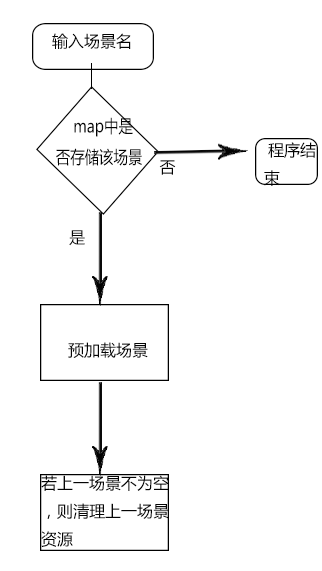 输入场景名
map中是
否存储该场景
否
程序结
束
是
预加载场景
若上一场景不为空
，则清理上一场景
资源